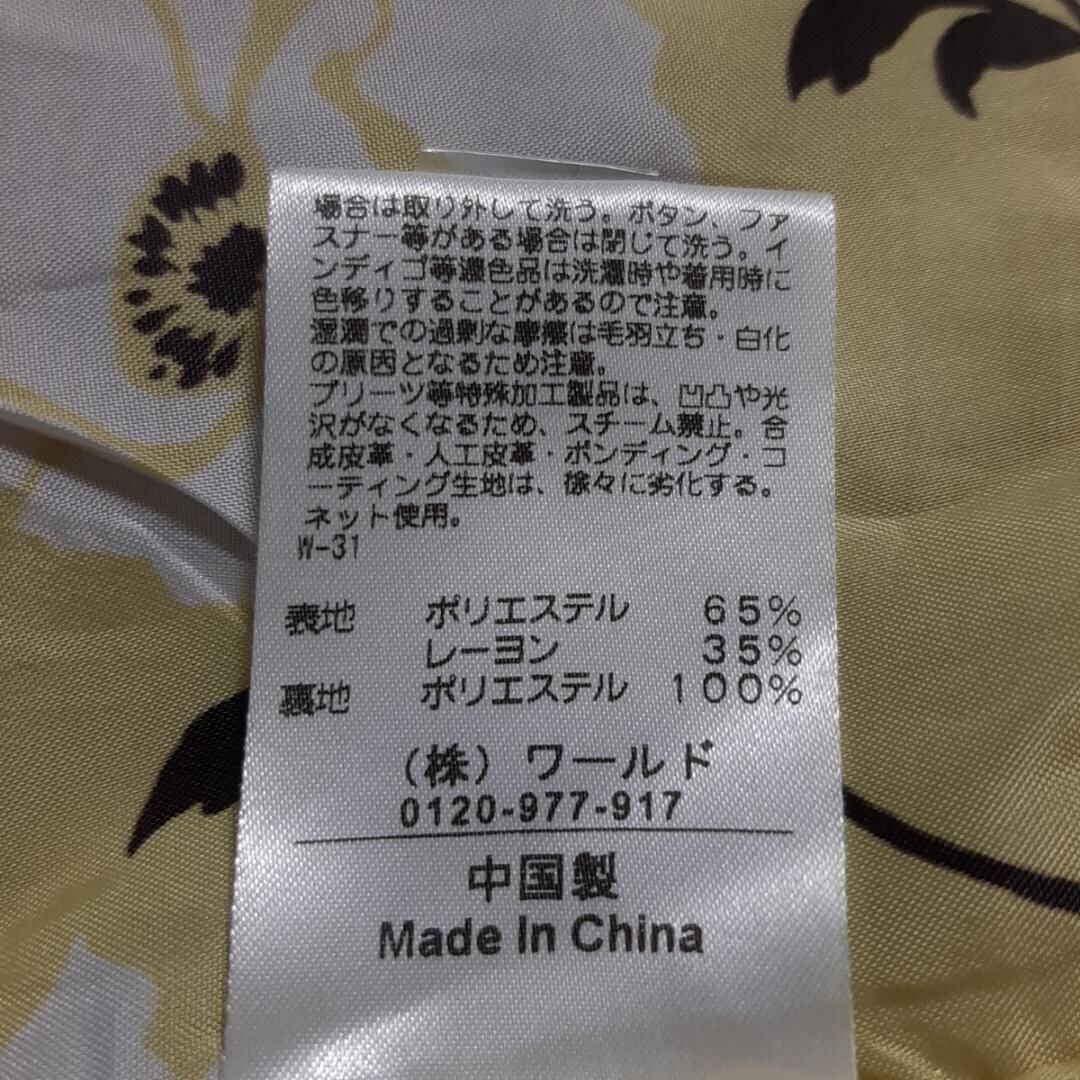 場合は取り外して洗う。ボタン、ファ
スナー等がある場合は閉じて洗う。イ
ンディゴ等濃色品は洗濯時や着用時に
色移りすることがあるので注意。
湿潤での過剰な摩擦は毛羽立ち・白化
の原因となるため注意。
プリーツ等特殊加工製品は、凹凸や光
沢がなくなるため、スチーム禁止。合
成皮革・人工皮革・ボンディング・コ
ーティング生地は、徐々に劣化する。
ネット使用。
W-31
表地 ポリエステル 65%
レーヨン 35%
裏地 ポリエステル 100%
(株)ワールド
0120-977-917
中国製
Made In China